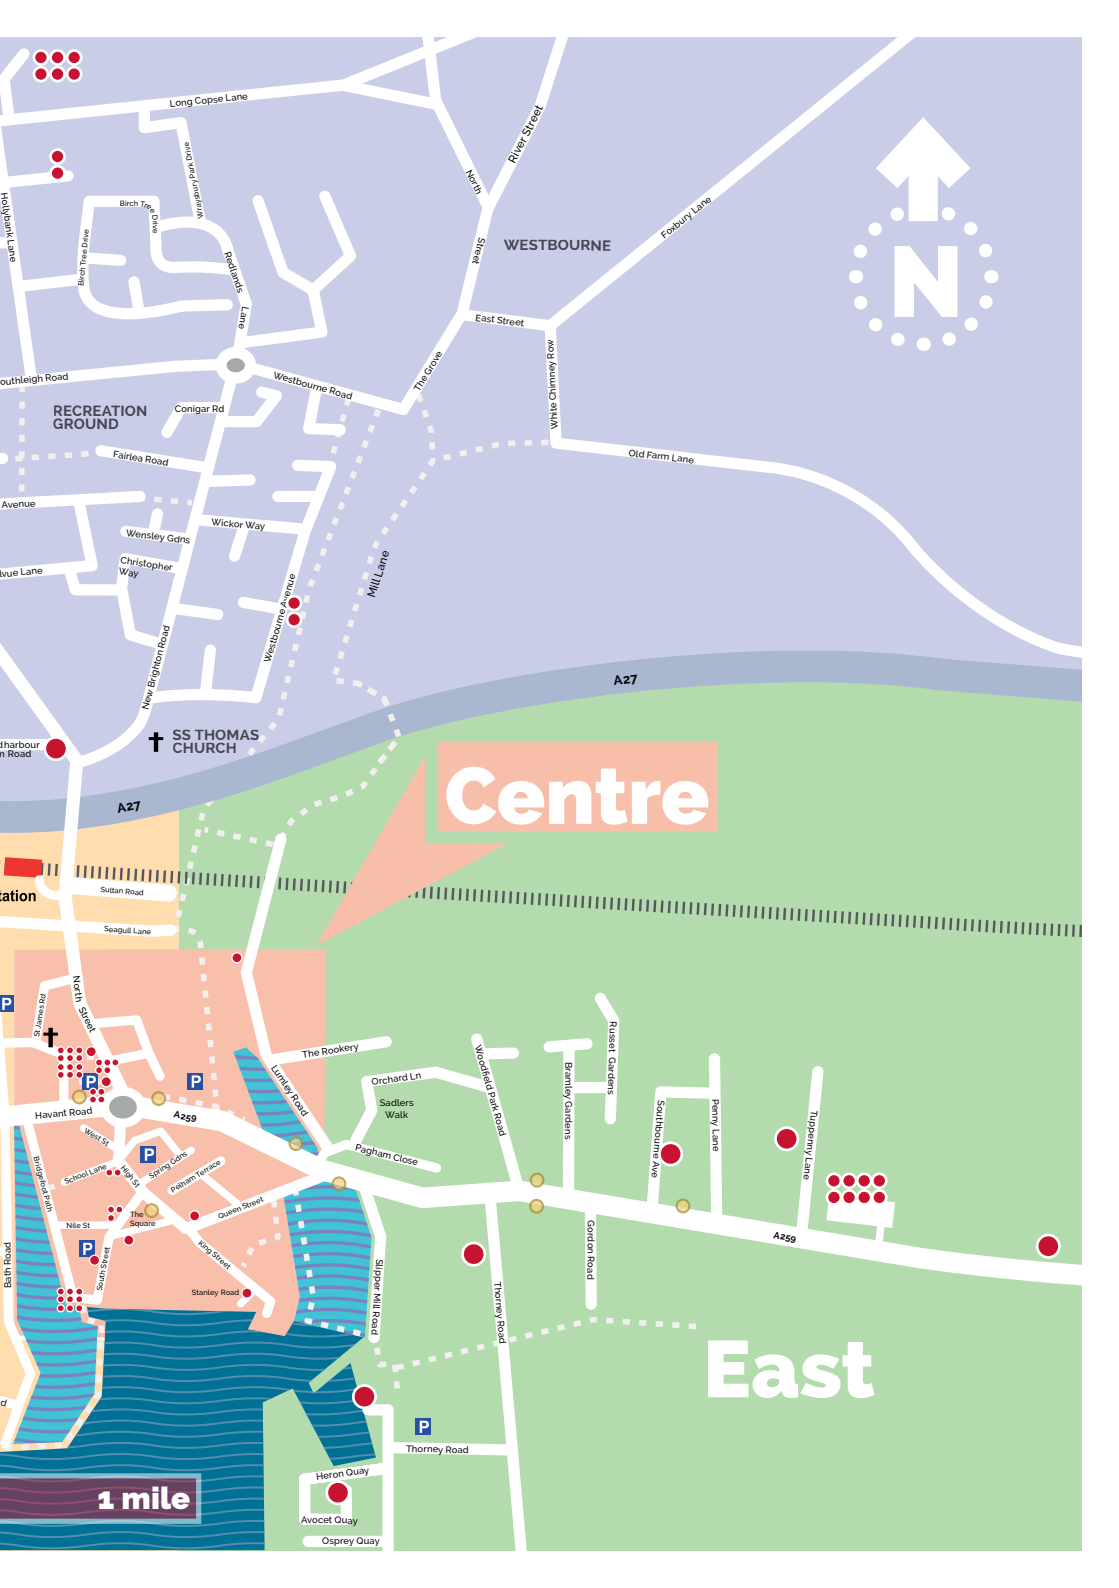 Long Copse Lane
River Street
Wraysbury Park Drive
North
Street
Hollybank Lane
Birch Tree
Drive
Birch Tree Drive
Foxbury Lane
WESTBOURNE
N
Redlands
Lane
East Street
White Chimney Row
The Grove
outhleigh Road
Westbourne Road
RECREATION
GROUND
Conigar Rd
Fairlea Road
Old Farm Lane
Avenue
Wickor Way
Wensley Gdns
Christopher
Way
lvue Lane
Mill Lane
Westbourne Avenue
New Brighton Road
A27
SS THOMAS
CHURCH
dharbour
m Road
A27
Centre
Sultan Road
tation
Seagull Lane
P
St James Rd
North
Street
Russet Gardens
The Rookery
Woodfield Park Road
Bramley Gardens
Lumley Road
Orchard Ln
Sadlers
Walk
P
P
Havant Road
A259
Southbourne Ave
Penny Lane
Tuppenny Lane
West St
Pagham Close
P
Bridgefoot Path
School Lane
High St
Spring Gdns
Pelham Terrace
Queen Street
The
Square
Nile St
P
South Street
King Street
Bath Road
Stanley Road
Slipper Mill Road
Gordon Road
A259
Thorney Road
East
d
P
Thorney Road
Heron Quay
1 mile
Avocet Quay
Osprey Quay